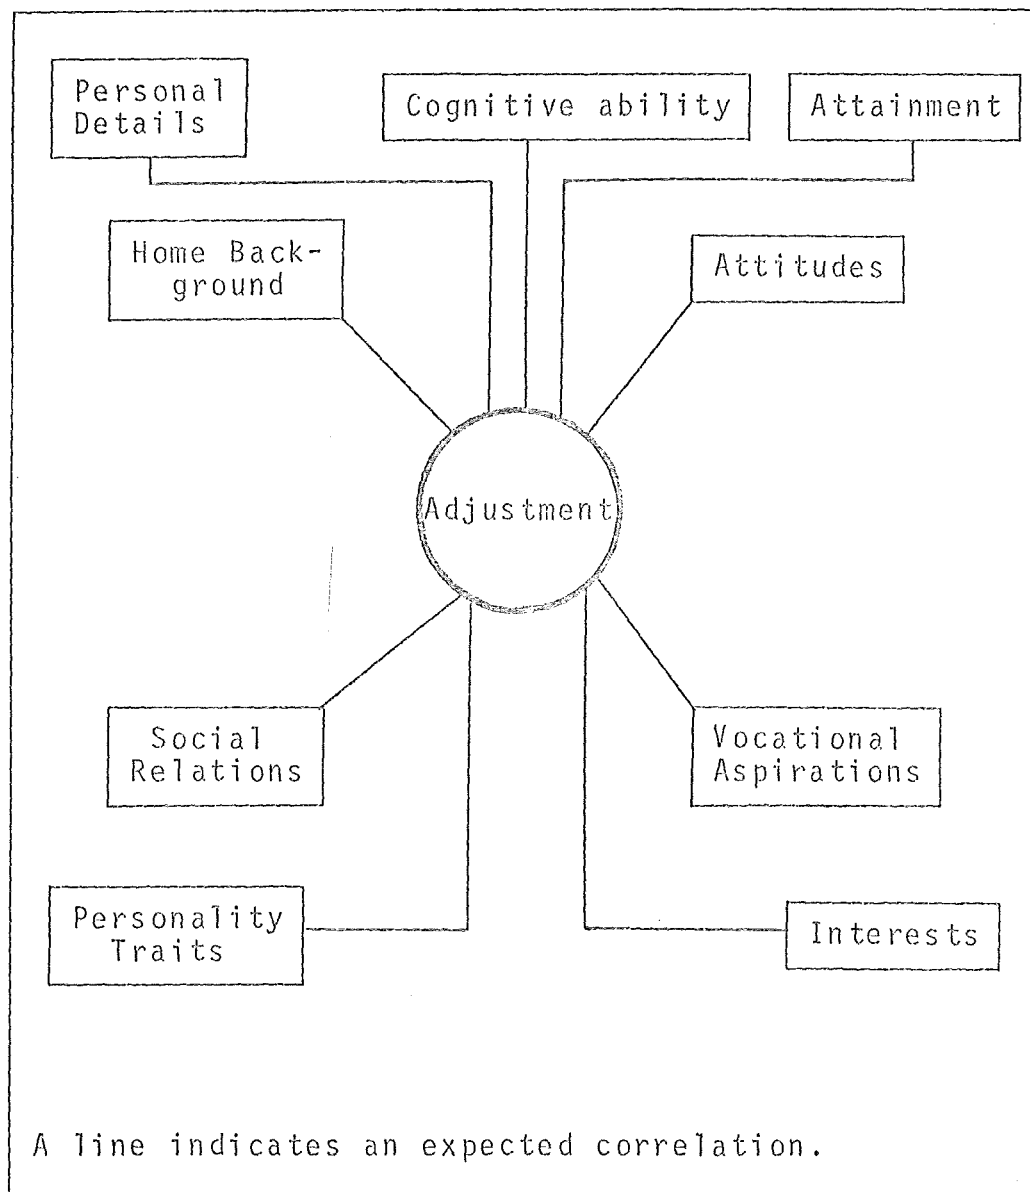 Personal
Details
Cognitive ability
Attainment
Home Back-
ground
Attitudes
Adjustment
Social
Relations
Vocational
Aspirations
Personality
Traits
Interests
A line indicates an expected correlation.